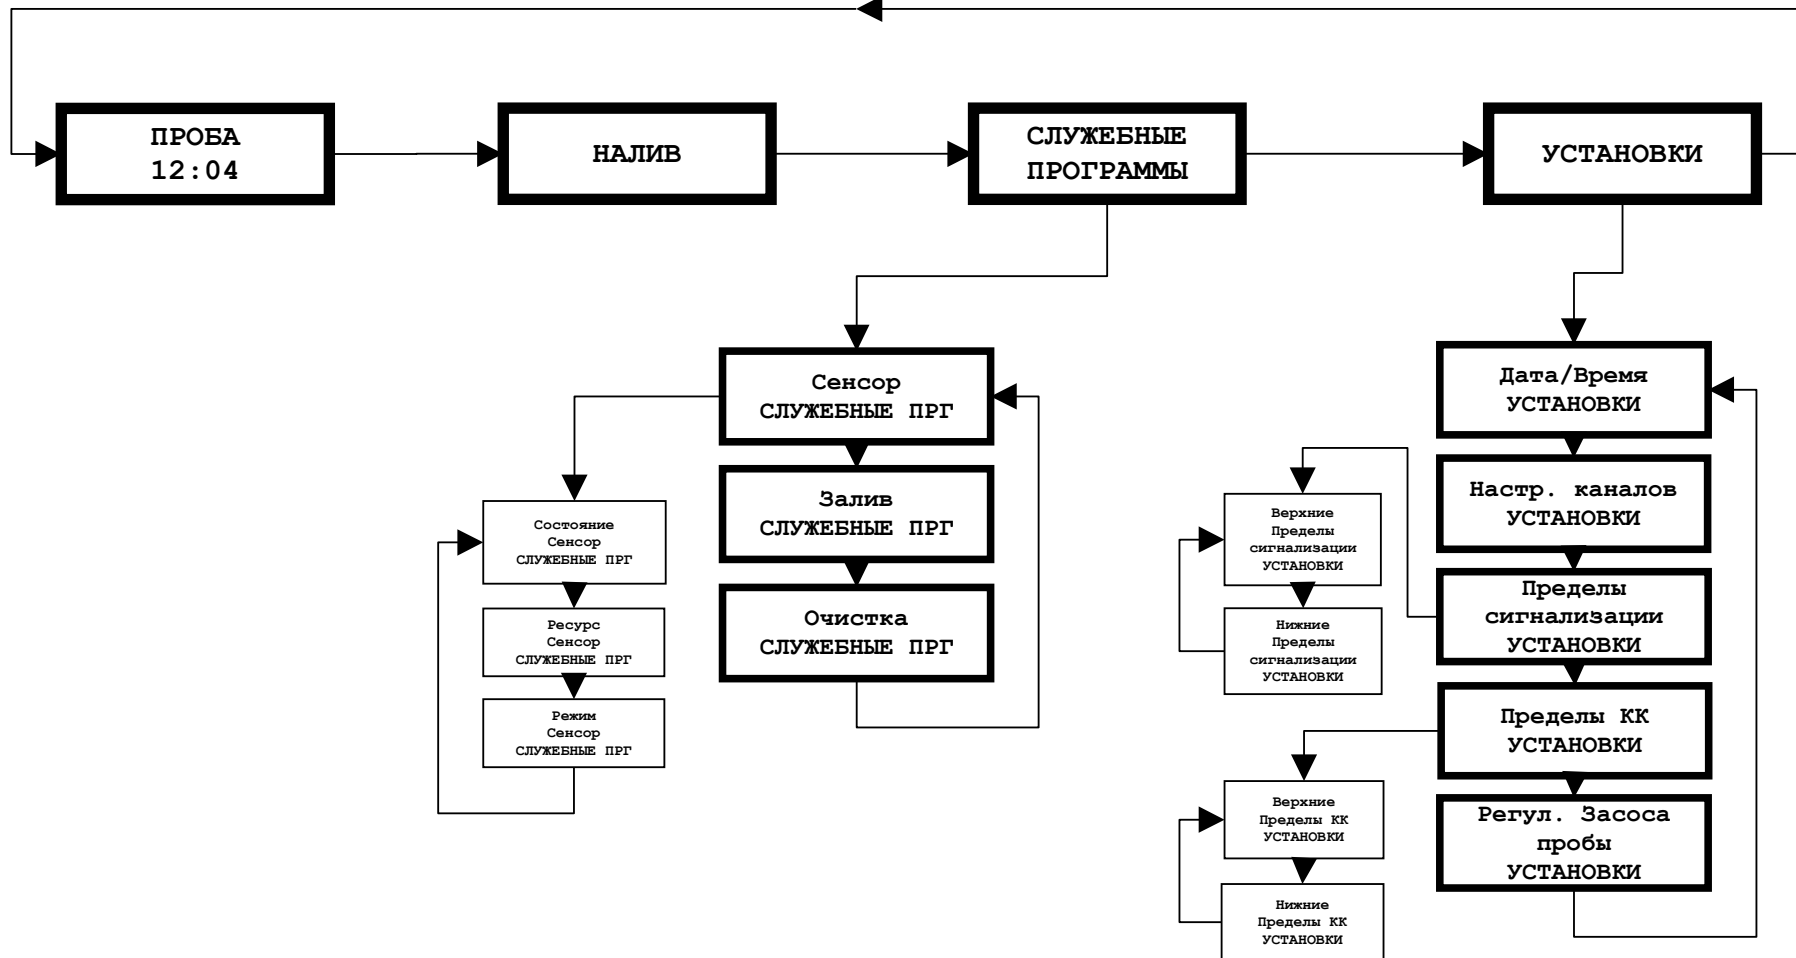 ПРОБА
12:04
НАЛИВ
СЛУЖЕБНЫЕ
ПРОГРАММЫ
УСТАНОВКИ
Сенсор
СЛУЖЕБНЫЕ ПРГ
Залив
СЛУЖЕБНЫЕ ПРГ
Очистка
СЛУЖЕБНЫЕ ПРГ
Состояние
Сенсор
СЛУЖЕБНЫЕ ПРГ
Ресурс
Сенсор
СЛУЖЕБНЫЕ ПРГ
Режим
Сенсор
СЛУЖЕБНЫЕ ПРГ
Дата/Время
УСТАНОВКИ
Настр. каналов
УСТАНОВКИ
Пределы
сигнализации
УСТАНОВКИ
Пределы КК
УСТАНОВКИ
Регул. Засоса
пробы
УСТАНОВКИ
Верхние
Пределы
сигнализации
УСТАНОВКИ
Нижние
Пределы
сигнализации
УСТАНОВКИ
Верхние
Пределы КК
УСТАНОВКИ
Нижние
Пределы КК
УСТАНОВКИ